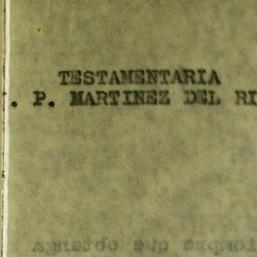 TESTAMENTARIA
. P. MARTINEZ DEL RI